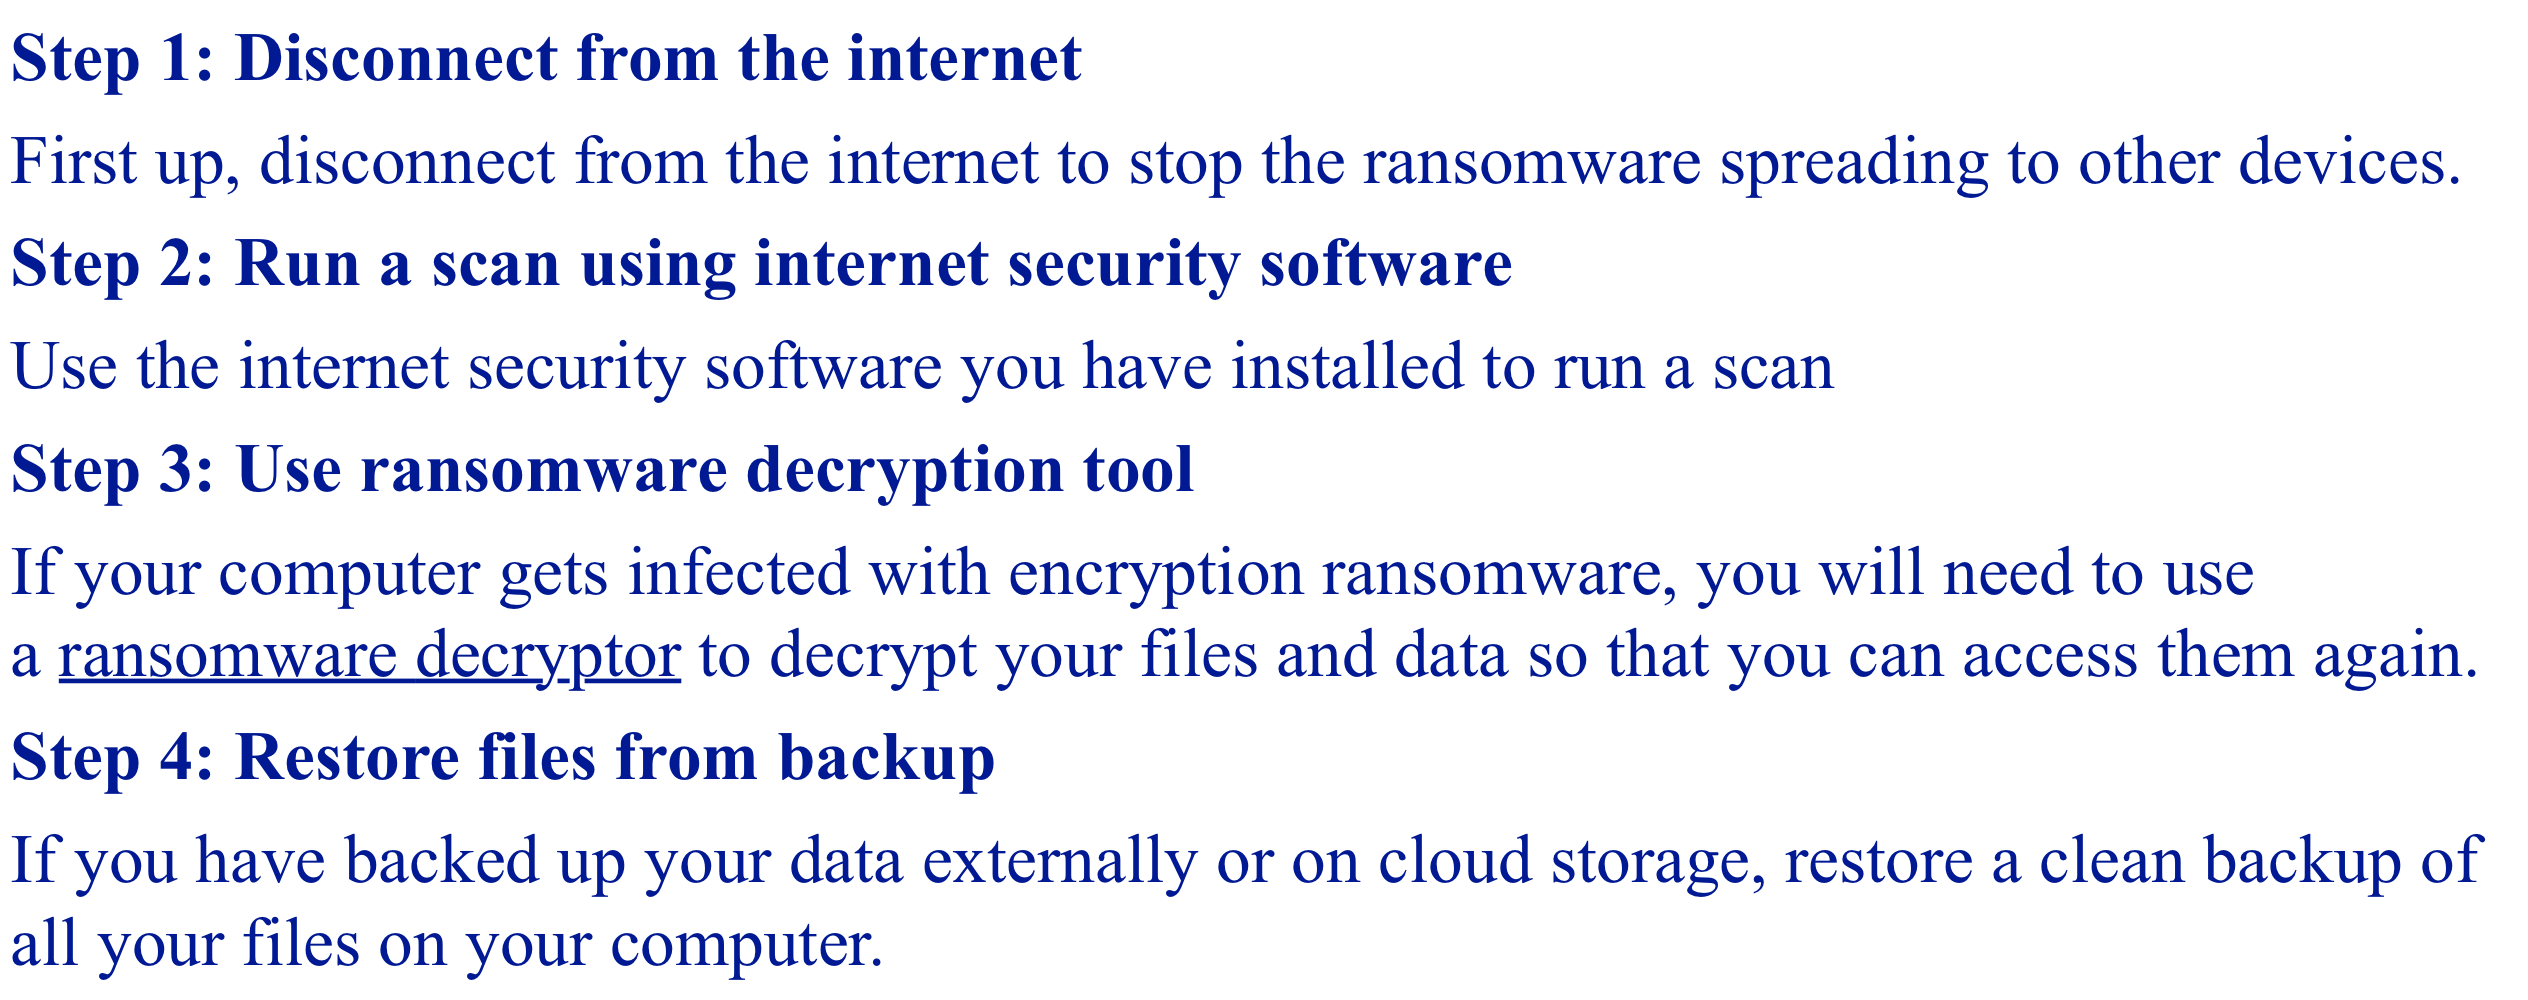 Step 1: Disconnect from the internet
First up, disconnect from the internet to stop the ransomware spreading to other devices.
Step 2: Run a scan using internet security software
Use the internet security software you have installed to run a scan
Step 3: Use ransomware decryption tool
If your computer gets infected with encryption ransomware, you will need to use
a ransomware decryptor to decrypt your files and data so that you can access them again.
Step 4: Restore files from backup
If you have backed up your data externally or on cloud storage, restore a clean backup of
all your files on your computer.